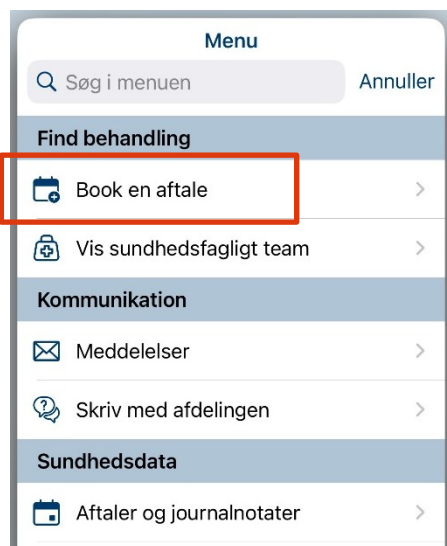 Menu
Søg i menuen Annuller
Find behandling
Book en aftale
Vis sundhedsfagligt team
Kommunikation
Meddelelser
Skriv med afdelingen
Sundhedsdata
Aftaler og journalnotater